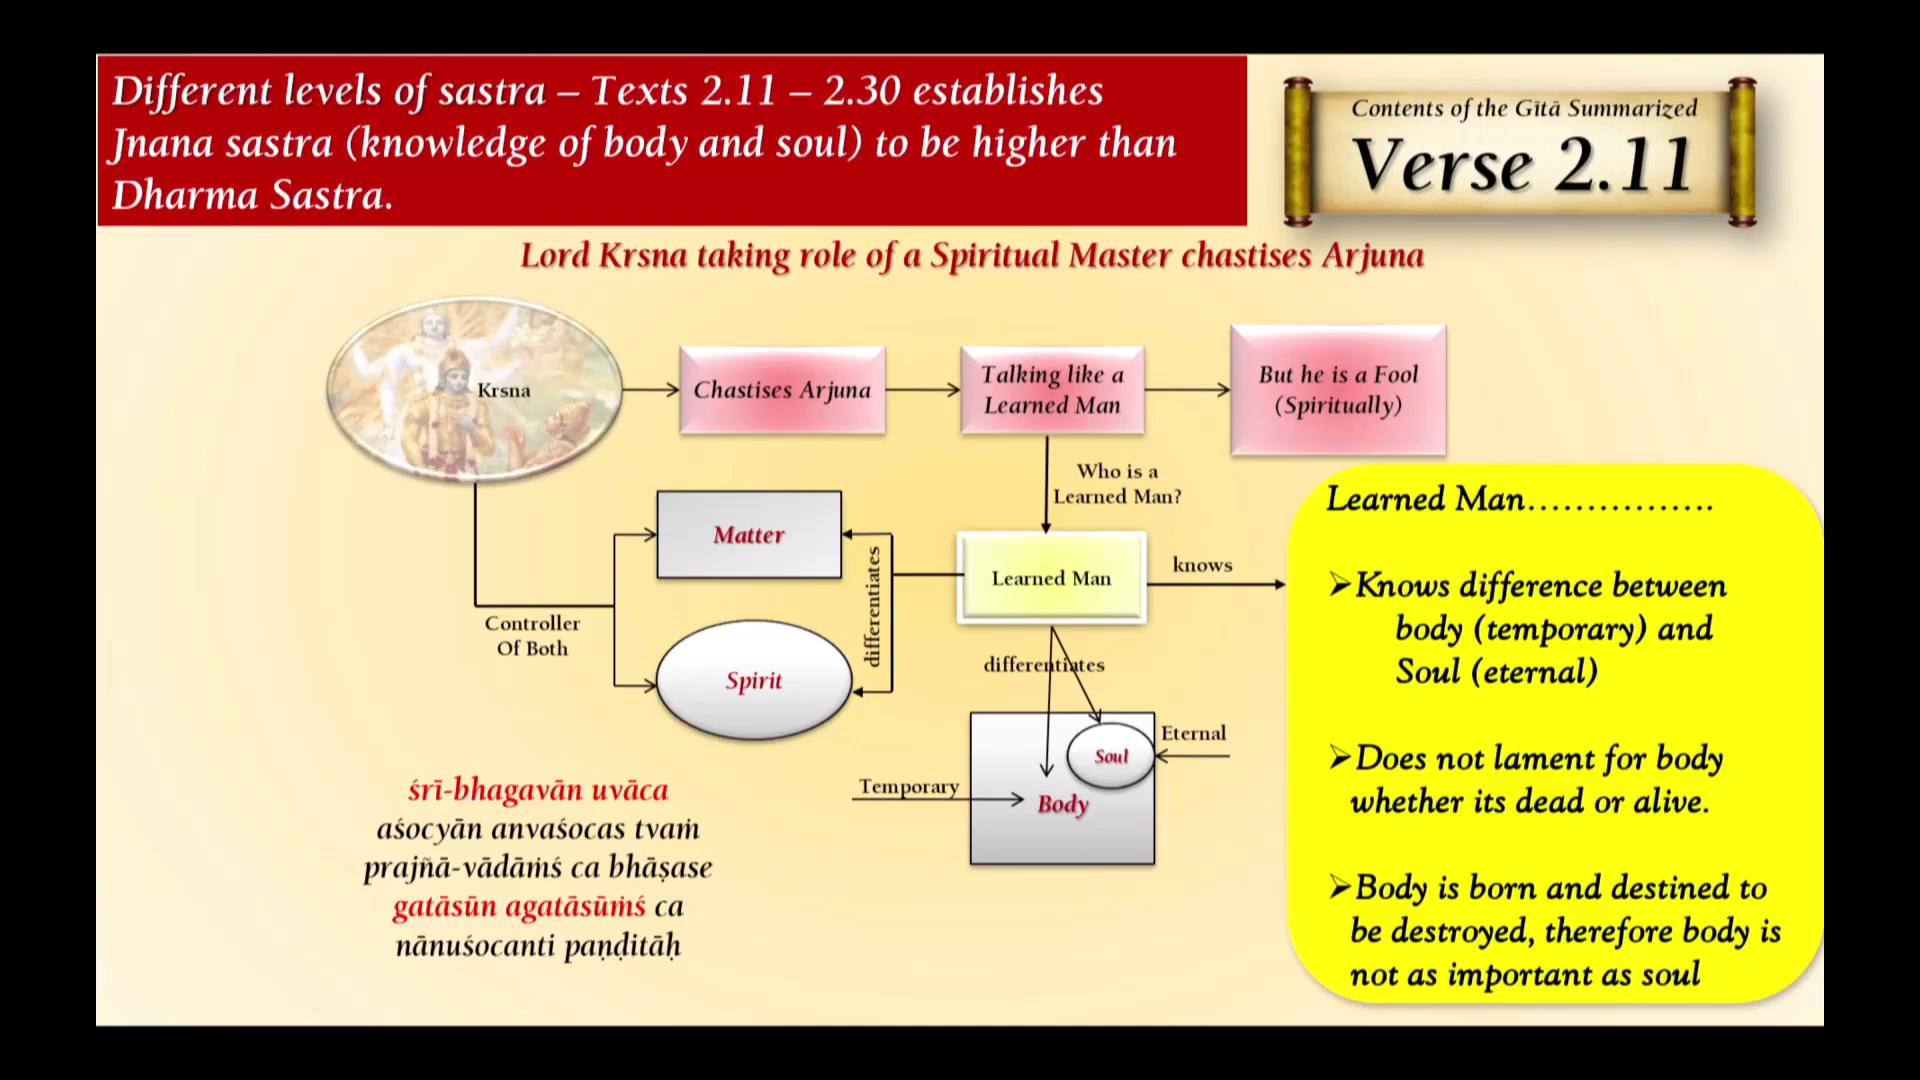 Different levels of sastra – Texts 2.11 – 2.30 establishes
Jnana sastra (knowledge of body and soul) to be higher than
Dharma Sastra.
Contents of the Gītā Summarized
Verse 2.11
Lord Krsna taking role of a Spiritual Master chastises Arjuna
Krsna
Chastises Arjuna
Talking like a
Learned Man
But he is a Fool
(Spiritually)
Who is a
Learned Man?
Matter
differentiates
Learned Man
knows
Controller
Of Both
Spirit
differentiates
Soul
Eternal
Temporary
Body
śrī-bhagavān uvāca
aśocyān anvaśocas tvaṁ
prajñā-vādāṁś ca bhāṣase
gatāsūn agatāsūṁś ca
nānuśocanti paṇḍitāḥ
Learned Man................
➢Knows difference between
body (temporary) and
Soul (eternal)
➢Does not lament for body
whether its dead or alive.
➢Body is born and destined to
be destroyed, therefore body is
not as important as soul